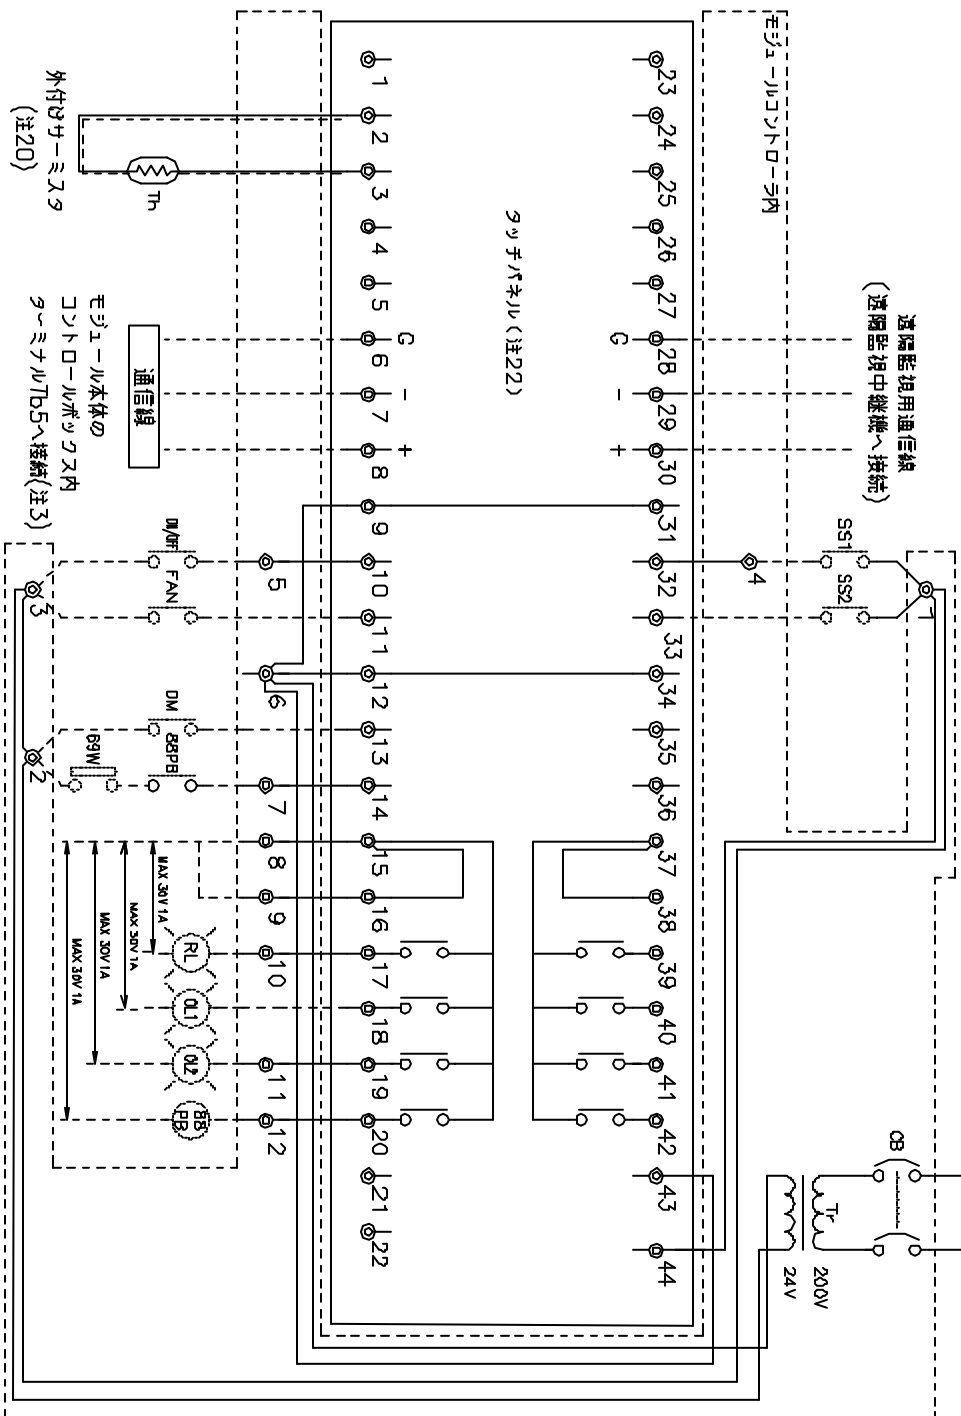 モジュールコントローラ内
遠隔監視用通信線
(遠隔監視中継機へ接続)
SS1
SS2
1
4
23
24
25
26
27
28
29
30
31
32
33
34
35
36
37
38
39
40
41
42
43
44
G
-
+
タッチパネル(注22)
CB
Tr
200V
24V
1
2
3
4
5
6
7
8
9
10
11
12
13
14
15
16
17
18
19
20
21
22
G
-
+
5
6
7
8
9
10
11
12
Th
外付けサーミスタ
(注20)
通信線
モジュール本体の
コントロールボックス内
ターミナルTb5へ接続(注3)
ON/OFF
FAN
DM
88PB
69W
3
2
MAX 30V 1A
MAX 30V 1A
MAX 30V 1A
MAX 30V 1A
RL
OL1
OL2
BB
PB